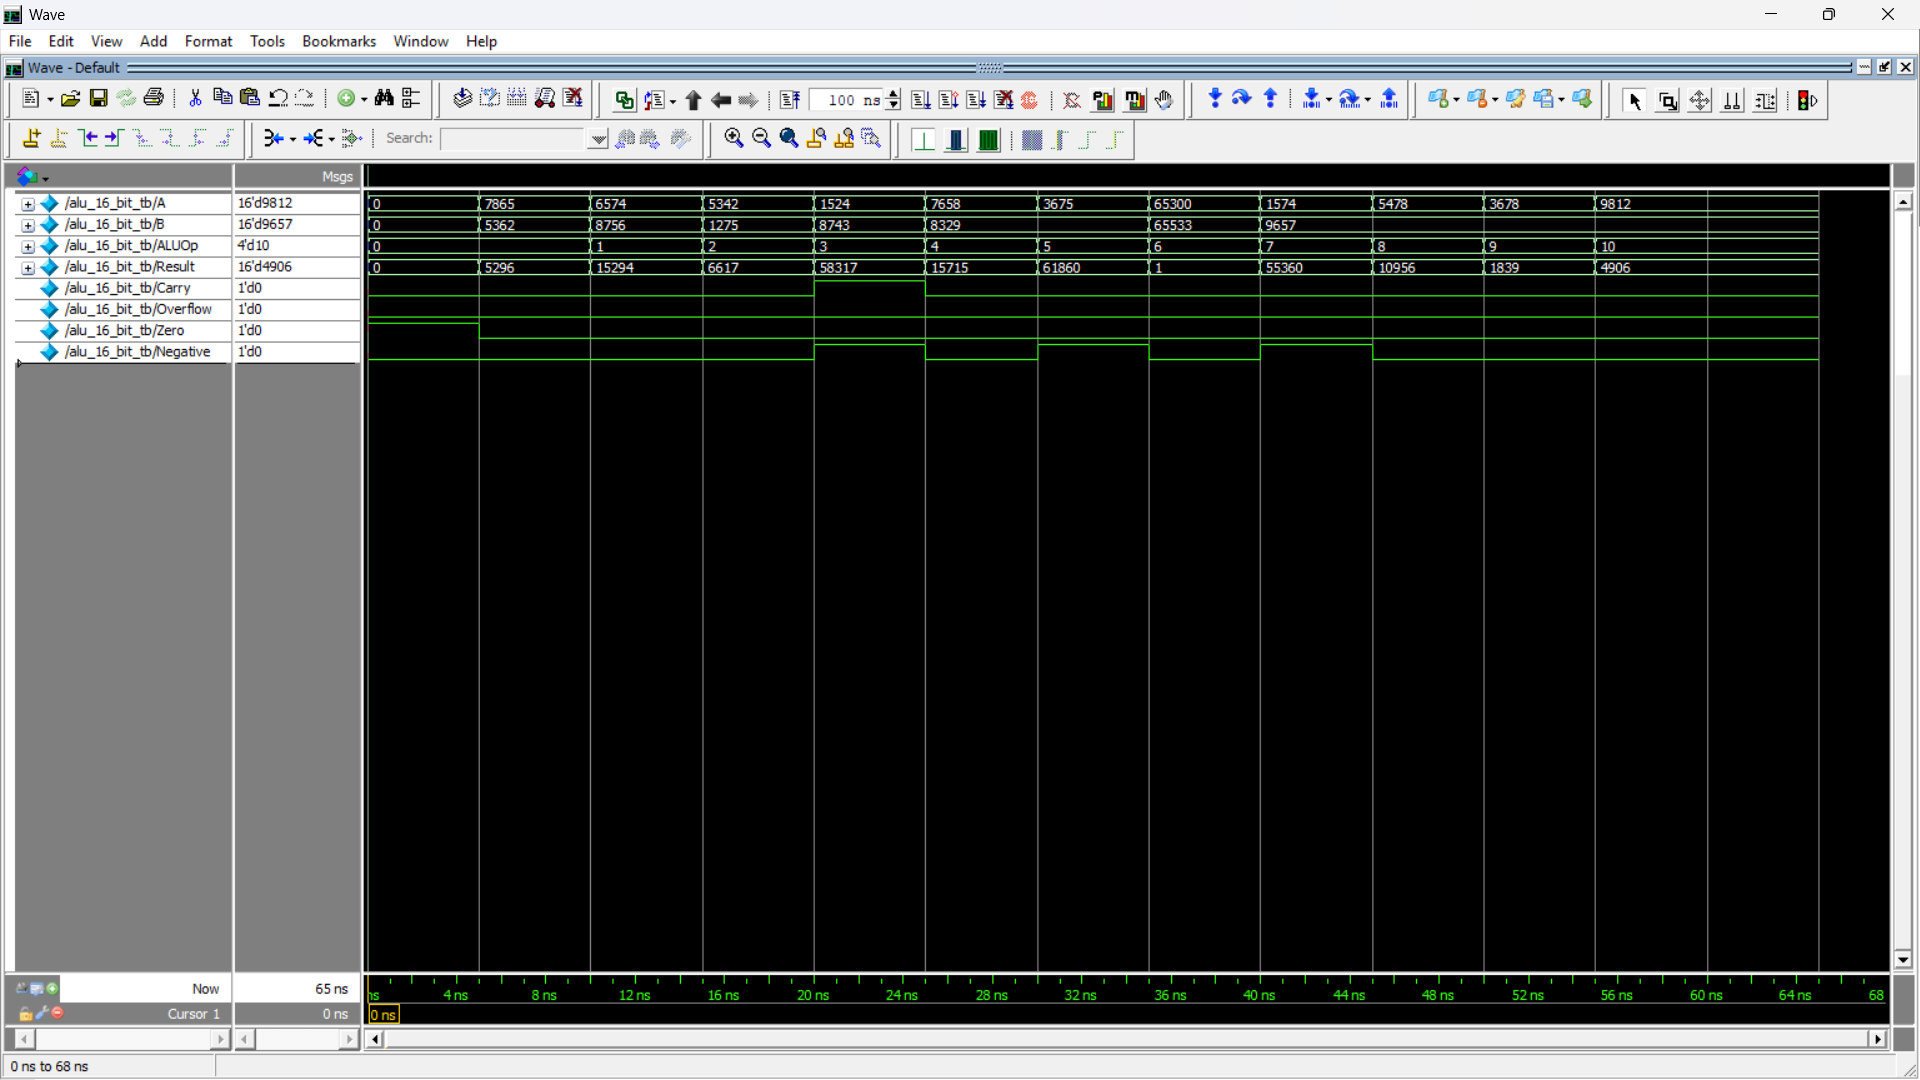 Wave
File Edit View Add Format Tools Bookmarks Window Help
Wave - Default
100 ns
Search:
Msgs
/alu_16_bit_tb/A 16'd9812 0 7865 6574 5342 1524 7658 3675 65300 1574 5478 3678 9812
/alu_16_bit_tb/B 16'd9657 0 5362 8756 1275 8743 8329 65533 9657
/alu_16_bit_tb/ALUOp 4'd10 0 1 2 3 4 5 6 7 8 9 10
/alu_16_bit_tb/Result 16'd4906 0 5296 15294 6617 58317 15715 61860 1 55360 10956 1839 4906
/alu_16_bit_tb/Carry 1'd0
/alu_16_bit_tb/Overflow 1'd0
/alu_16_bit_tb/Zero 1'd0
/alu_16_bit_tb/Negative 1'd0
Now 65 ns ns 4 ns 8 ns 12 ns 16 ns 20 ns 24 ns 28 ns 32 ns 36 ns 40 ns 44 ns 48 ns 52 ns 56 ns 60 ns 64 ns 68
Cursor 1 0 ns 0 ns
0 ns to 68 ns